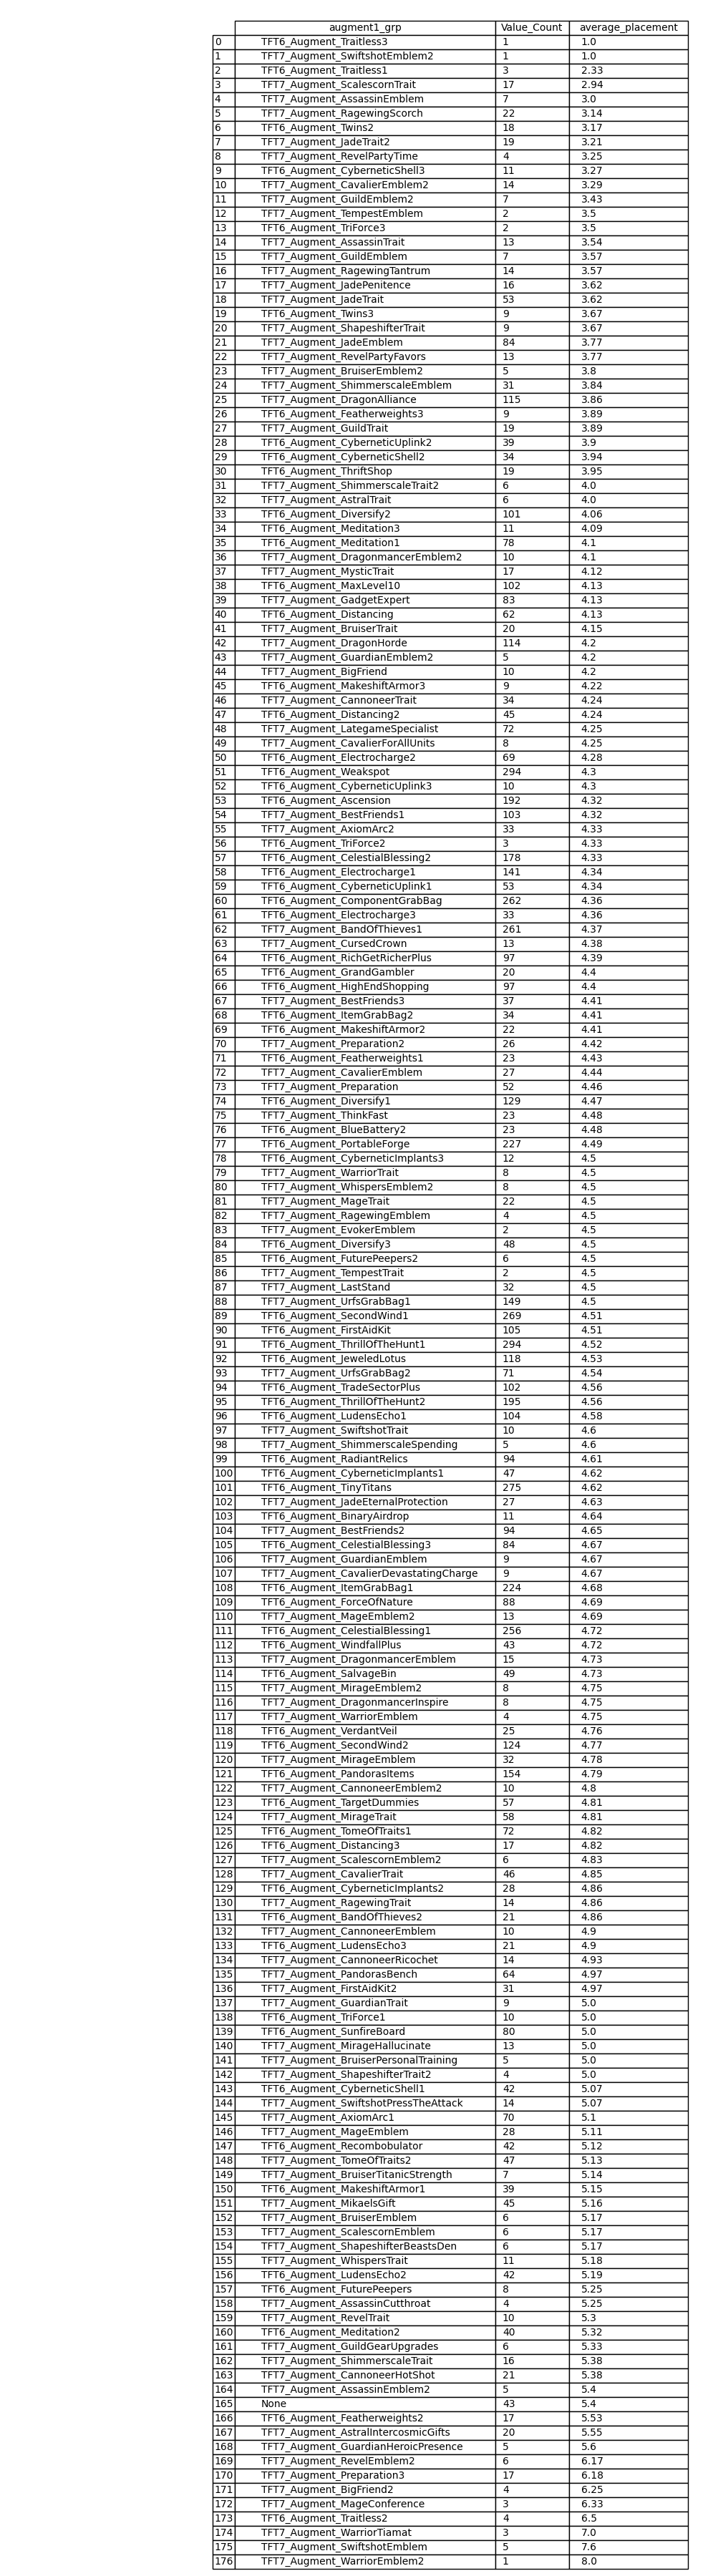 augment1_grp Value_Count average_placement
0 TFT6_Augment_Traitless3 1 1.0
1 TFT7_Augment_SwiftshotEmblem2 1 1.0
2 TFT6_Augment_Traitless1 3 2.33
3 TFT7_Augment_ScalescornTrait 17 2.94
4 TFT7_Augment_AssassinEmblem 7 3.0
5 TFT7_Augment_RagewingScorch 22 3.14
6 TFT6_Augment_Twins2 18 3.17
7 TFT7_Augment_JadeTrait2 19 3.21
8 TFT7_Augment_RevelPartyTime 4 3.25
9 TFT6_Augment_CyberneticShell3 11 3.27
10 TFT7_Augment_CavalierEmblem2 14 3.29
11 TFT7_Augment_GuildEmblem2 7 3.43
12 TFT7_Augment_TempestEmblem 2 3.5
13 TFT6_Augment_TriForce3 2 3.5
14 TFT7_Augment_AssassinTrait 13 3.54
15 TFT7_Augment_GuildEmblem 7 3.57
16 TFT7_Augment_RagewingTantrum 14 3.57
17 TFT7_Augment_JadePenitence 16 3.62
18 TFT7_Augment_JadeTrait 53 3.62
19 TFT6_Augment_Twins3 9 3.67
20 TFT7_Augment_ShapeshifterTrait 9 3.67
21 TFT7_Augment_JadeEmblem 84 3.77
22 TFT7_Augment_RevelPartyFavors 13 3.77
23 TFT7_Augment_BruiserEmblem2 5 3.8
24 TFT7_Augment_ShimmerscaleEmblem 31 3.84
25 TFT7_Augment_DragonAlliance 115 3.86
26 TFT6_Augment_Featherweights3 9 3.89
27 TFT7_Augment_GuildTrait 19 3.89
28 TFT6_Augment_CyberneticUplink2 39 3.9
29 TFT6_Augment_CyberneticShell2 34 3.94
30 TFT6_Augment_ThriftShop 19 3.95
31 TFT7_Augment_ShimmerscaleTrait2 6 4.0
32 TFT7_Augment_AstralTrait 6 4.0
33 TFT6_Augment_Diversify2 101 4.06
34 TFT6_Augment_Meditation3 11 4.09
35 TFT6_Augment_Meditation1 78 4.1
36 TFT7_Augment_DragonmancerEmblem2 10 4.1
37 TFT7_Augment_MysticTrait 17 4.12
38 TFT6_Augment_MaxLevel10 102 4.13
39 TFT7_Augment_GadgetExpert 83 4.13
40 TFT6_Augment_Distancing 62 4.13
41 TFT7_Augment_BruiserTrait 20 4.15
42 TFT7_Augment_DragonHorde 114 4.2
43 TFT7_Augment_GuardianEmblem2 5 4.2
44 TFT7_Augment_BigFriend 10 4.2
45 TFT6_Augment_MakeshiftArmor3 9 4.22
46 TFT7_Augment_CannoneerTrait 34 4.24
47 TFT6_Augment_Distancing2 45 4.24
48 TFT7_Augment_LategameSpecialist 72 4.25
49 TFT7_Augment_CavalierForAllUnits 8 4.25
50 TFT6_Augment_Electrocharge2 69 4.28
51 TFT6_Augment_Weakspot 294 4.3
52 TFT6_Augment_CyberneticUplink3 10 4.3
53 TFT6_Augment_Ascension 192 4.32
54 TFT7_Augment_BestFriends1 103 4.32
55 TFT7_Augment_AxiomArc2 33 4.33
56 TFT6_Augment_TriForce2 3 4.33
57 TFT6_Augment_CelestialBlessing2 178 4.33
58 TFT6_Augment_Electrocharge1 141 4.34
59 TFT6_Augment_CyberneticUplink1 53 4.34
60 TFT6_Augment_ComponentGrabBag 262 4.36
61 TFT6_Augment_Electrocharge3 33 4.36
62 TFT7_Augment_BandOfThieves1 261 4.37
63 TFT7_Augment_CursedCrown 13 4.38
64 TFT6_Augment_RichGetRicherPlus 97 4.39
65 TFT6_Augment_GrandGambler 20 4.4
66 TFT6_Augment_HighEndShopping 97 4.4
67 TFT7_Augment_BestFriends3 37 4.41
68 TFT6_Augment_ItemGrabBag2 34 4.41
69 TFT6_Augment_MakeshiftArmor2 22 4.41
70 TFT7_Augment_Preparation2 26 4.42
71 TFT6_Augment_Featherweights1 23 4.43
72 TFT7_Augment_CavalierEmblem 27 4.44
73 TFT7_Augment_Preparation 52 4.46
74 TFT6_Augment_Diversify1 129 4.47
75 TFT7_Augment_ThinkFast 23 4.48
76 TFT6_Augment_BlueBattery2 23 4.48
77 TFT6_Augment_PortableForge 227 4.49
78 TFT6_Augment_CyberneticImplants3 12 4.5
79 TFT7_Augment_WarriorTrait 8 4.5
80 TFT7_Augment_WhispersEmblem2 8 4.5
81 TFT7_Augment_MageTrait 22 4.5
82 TFT7_Augment_RagewingEmblem 4 4.5
83 TFT7_Augment_EvokerEmblem 2 4.5
84 TFT6_Augment_Diversify3 48 4.5
85 TFT7_Augment_FuturePeepers2 6 4.5
86 TFT7_Augment_TempestTrait 2 4.5
87 TFT7_Augment_LastStand 32 4.5
88 TFT7_Augment_UrfsGrabBag1 149 4.5
89 TFT6_Augment_SecondWind1 269 4.51
90 TFT6_Augment_FirstAidKit 105 4.51
91 TFT6_Augment_ThrillOfTheHunt1 294 4.52
92 TFT6_Augment_JeweledLotus 118 4.53
93 TFT7_Augment_UrfsGrabBag2 71 4.54
94 TFT6_Augment_TradeSectorPlus 102 4.56
95 TFT6_Augment_ThrillOfTheHunt2 195 4.56
96 TFT6_Augment_LudensEcho1 104 4.58
97 TFT7_Augment_SwiftshotTrait 10 4.6
98 TFT7_Augment_ShimmerscaleSpending 5 4.6
99 TFT6_Augment_RadiantRelics 94 4.61
100 TFT6_Augment_CyberneticImplants1 47 4.62
101 TFT6_Augment_TinyTitans 275 4.62
102 TFT7_Augment_JadeEternalProtection 27 4.63
103 TFT6_Augment_BinaryAirdrop 11 4.64
104 TFT7_Augment_BestFriends2 94 4.65
105 TFT6_Augment_CelestialBlessing3 84 4.67
106 TFT7_Augment_GuardianEmblem 9 4.67
107 TFT7_Augment_CavalierDevastatingCharge 9 4.67
108 TFT6_Augment_ItemGrabBag1 224 4.68
109 TFT6_Augment_ForceOfNature 88 4.69
110 TFT7_Augment_MageEmblem2 13 4.69
111 TFT6_Augment_CelestialBlessing1 256 4.72
112 TFT6_Augment_WindfallPlus 43 4.72
113 TFT7_Augment_DragonmancerEmblem 15 4.73
114 TFT6_Augment_SalvageBin 49 4.73
115 TFT7_Augment_MirageEmblem2 8 4.75
116 TFT7_Augment_DragonmancerInspire 8 4.75
117 TFT7_Augment_WarriorEmblem 4 4.75
118 TFT6_Augment_VerdantVeil 25 4.76
119 TFT6_Augment_SecondWind2 124 4.77
120 TFT7_Augment_MirageEmblem 32 4.78
121 TFT6_Augment_PandorasItems 154 4.79
122 TFT7_Augment_CannoneerEmblem2 10 4.8
123 TFT6_Augment_TargetDummies 57 4.81
124 TFT7_Augment_MirageTrait 58 4.81
125 TFT6_Augment_TomeOfTraits1 72 4.82
126 TFT6_Augment_Distancing3 17 4.82
127 TFT7_Augment_ScalescornEmblem2 6 4.83
128 TFT7_Augment_CavalierTrait 46 4.85
129 TFT6_Augment_CyberneticImplants2 28 4.86
130 TFT7_Augment_RagewingTrait 14 4.86
131 TFT7_Augment_BandOfThieves2 21 4.86
132 TFT7_Augment_CannoneerEmblem 10 4.9
133 TFT6_Augment_LudensEcho3 21 4.9
134 TFT7_Augment_CannoneerRicochet 14 4.93
135 TFT7_Augment_PandorasBench 64 4.97
136 TFT7_Augment_FirstAidKit2 31 4.97
137 TFT7_Augment_GuardianTrait 9 5.0
138 TFT6_Augment_TriForce1 10 5.0
139 TFT6_Augment_SunfireBoard 80 5.0
140 TFT7_Augment_MirageHallucinate 13 5.0
141 TFT7_Augment_BruiserPersonalTraining 5 5.0
142 TFT7_Augment_ShapeshifterTrait2 4 5.0
143 TFT6_Augment_CyberneticShell1 42 5.07
144 TFT7_Augment_SwiftshotPressTheAttack 14 5.07
145 TFT7_Augment_AxiomArc1 70 5.1
146 TFT7_Augment_MageEmblem 28 5.11
147 TFT6_Augment_Recombobulator 42 5.12
148 TFT7_Augment_TomeOfTraits2 47 5.13
149 TFT7_Augment_BruiserTitanicStrength 7 5.14
150 TFT6_Augment_MakeshiftArmor1 39 5.15
151 TFT7_Augment_MikaelsGift 45 5.16
152 TFT7_Augment_BruiserEmblem 6 5.17
153 TFT7_Augment_ScalescornEmblem 6 5.17
154 TFT7_Augment_ShapeshifterBeastsDen 6 5.17
155 TFT7_Augment_WhispersTrait 11 5.18
156 TFT6_Augment_LudensEcho2 42 5.19
157 TFT6_Augment_FuturePeepers 8 5.25
158 TFT7_Augment_AssassinCutthroat 4 5.25
159 TFT7_Augment_RevelTrait 10 5.3
160 TFT6_Augment_Meditation2 40 5.32
161 TFT7_Augment_GuildGearUpgrades 6 5.33
162 TFT7_Augment_ShimmerscaleTrait 16 5.38
163 TFT7_Augment_CannoneerHotShot 21 5.38
164 TFT7_Augment_AssassinEmblem2 5 5.4
165 None 43 5.4
166 TFT6_Augment_Featherweights2 17 5.53
167 TFT7_Augment_AstralIntercosmicGifts 20 5.55
168 TFT7_Augment_GuardianHeroicPresence 5 5.6
169 TFT7_Augment_RevelEmblem2 6 6.17
170 TFT7_Augment_Preparation3 17 6.18
171 TFT7_Augment_BigFriend2 4 6.25
172 TFT7_Augment_MageConference 3 6.33
173 TFT6_Augment_Traitless2 4 6.5
174 TFT7_Augment_WarriorTiamat 3 7.0
175 TFT7_Augment_SwiftshotEmblem 5 7.6
176 TFT7_Augment_WarriorEmblem2 1 8.0